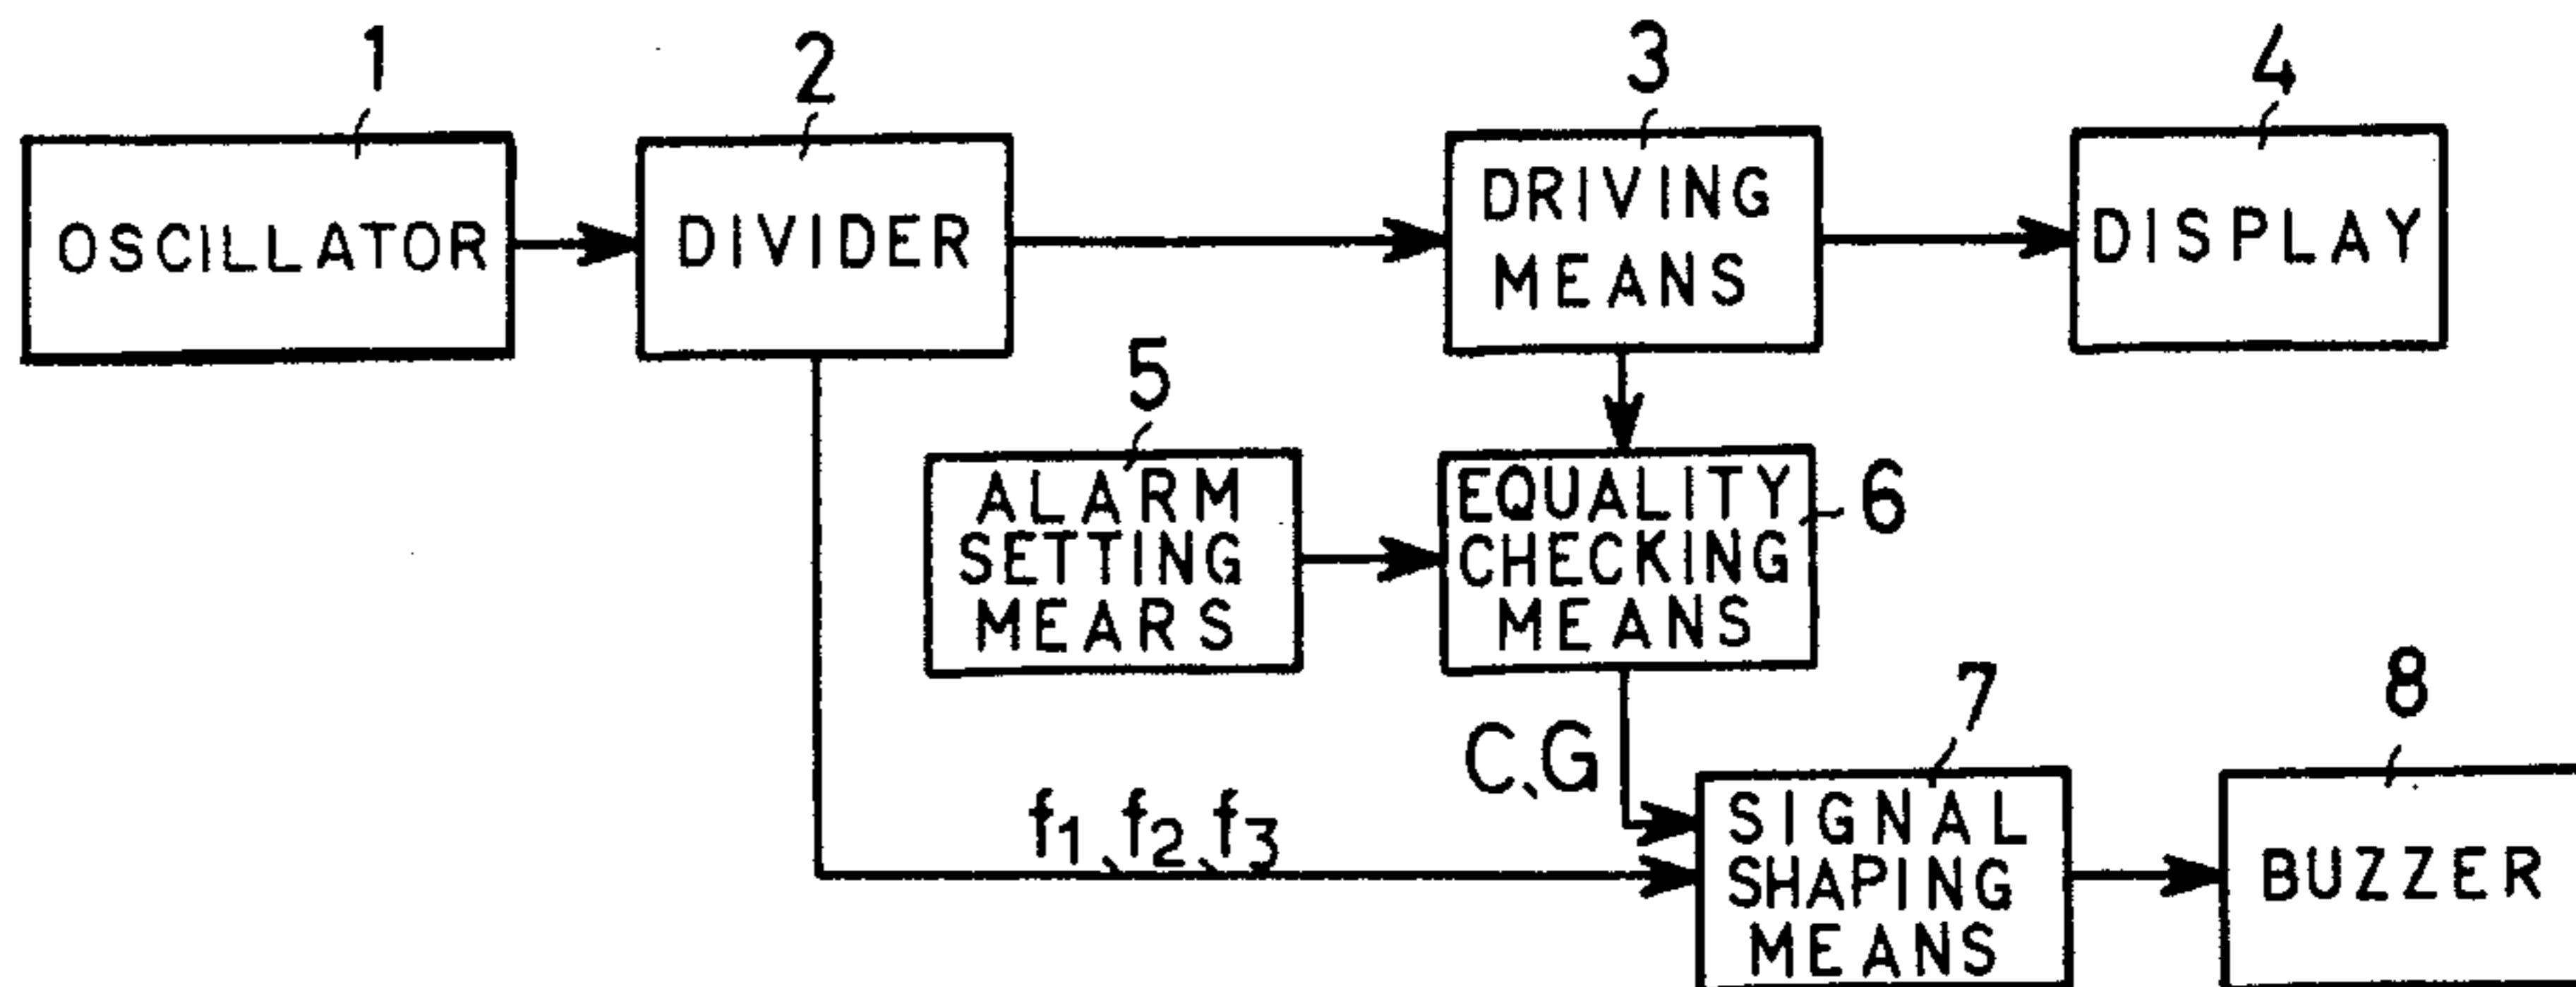 1
2
3
4
OSCILLATOR
DIVIDER
DRIVING
MEANS
DISPLAY
5
ALARM
SETTING
MEARS
6
EQUALITY
CHECKING
MEANS
C、G
f1、f2、f3
7
SIGNAL
SHAPING
MEANS
8
BUZZER